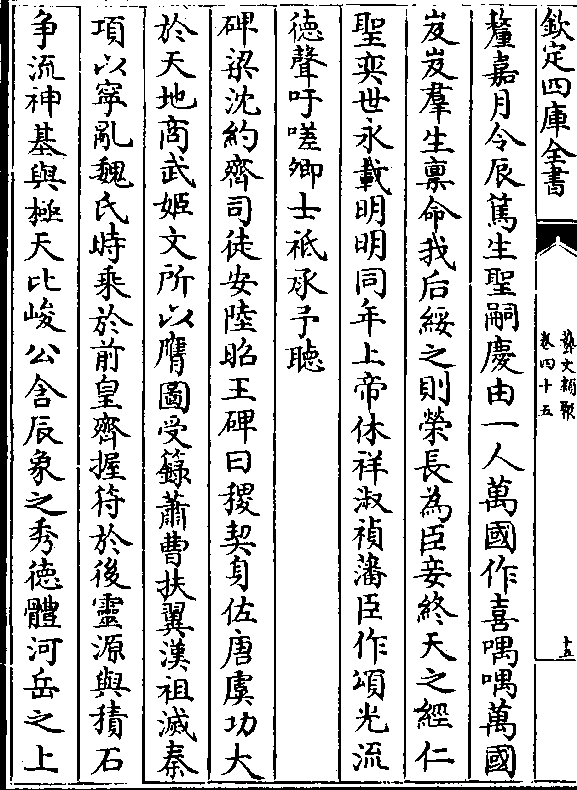 欽定四庫全書
藝文類聚
卷四十五
十五
釐嘉月令辰篤生聖嗣慶由一人萬國作喜喁喁萬國
岌岌羣生禀命我后綏之則榮長為臣妾終天之經仁
聖奕世永載明明同年上帝休祥淑禎藩臣作頌光流
德聲吁嗟卿士祗承予聽
碑梁沈約齊司徒安陸昭王碑曰稷契身佐唐虞功大
於天地商武姬文所以膺圖受籙蕭曹扶翼漢祖滅秦
項以寧亂魏氏時乘於前皇齊握符於後靈源與積石
争流神基與極天比峻公含辰象之秀德體河岳之上